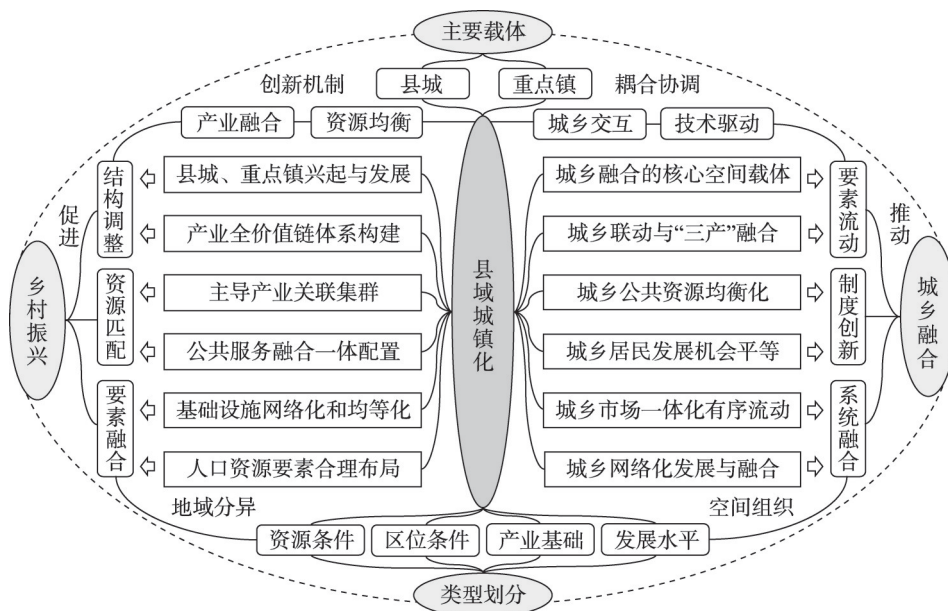 主要载体
创新机制
县城
重点镇
耦合协调
产业融合
资源均衡
城乡交互
技术驱动
结构调整
县城、重点镇兴起与发展
城乡融合的核心空间载体
要素流动
促进
产业全价值链体系构建
城乡联动与“三产”融合
推动
乡村振兴
资源匹配
主导产业关联集群
县域城镇化
城乡公共资源均衡化
制度创新
城乡融合
公共服务融合一体配置
城乡居民发展机会平等
要素融合
基础设施网络化和均等化
城乡市场一体化有序流动
系统融合
人口资源要素合理布局
城乡网络化发展与融合
地域分异
空间组织
资源条件
区位条件
产业基础
发展水平
类型划分